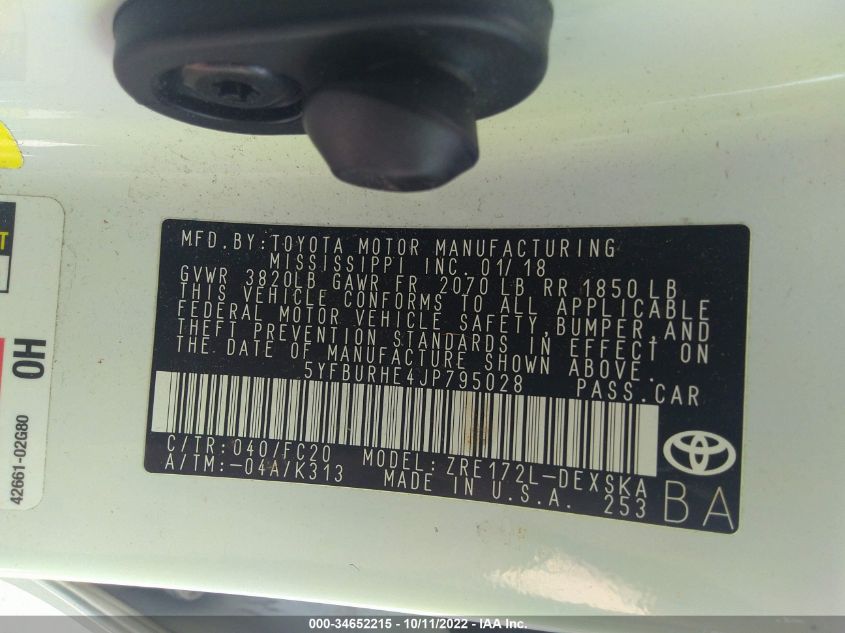 MFD. BY: TOYOTA MOTOR MANUFACTURING
MISSISSIPPI INC. 01/18
GVWR 3820LB GAWR FR 2070 LB RR 1850 LB
THIS VEHICLE CONFORMS TO ALL APPLICABLE
FEDERAL MOTOR VEHICLE SAFETY, BUMPER, AND
THEFT PREVENTION STANDARDS IN EFFECT ON
THE DATE OF MANUFACTURE SHOWN ABOVE.
5YFBURHE4JP795028 PASS. CAR
C/TR: 040/FC20 MODEL: ZRE172L-DEXSKA
A/TM: -04A/K313 MADE IN U.S.A. 253
BA
T
OH
42661-02G80
000-34652215 - 10/11/2022 - © IAA, Inc.